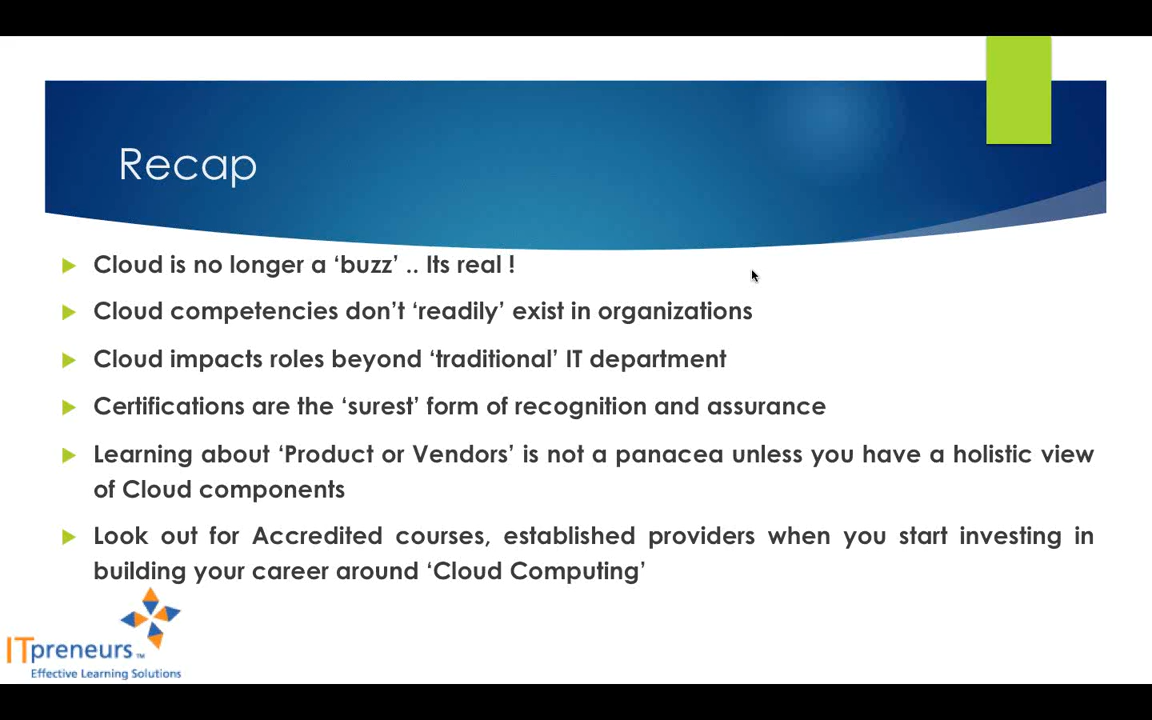 Recap
Cloud is no longer a ‘buzz’ .. Its real !
Cloud competencies don’t ‘readily’ exist in organizations
Cloud impacts roles beyond ‘traditional’ IT department
Certifications are the ‘surest’ form of recognition and assurance
Learning about ‘Product or Vendors’ is not a panacea unless you have a holistic view
of Cloud components
Look out for Accredited courses, established providers when you start investing in
building your career around ‘Cloud Computing’
ITpreneurs™
Effective Learning Solutions